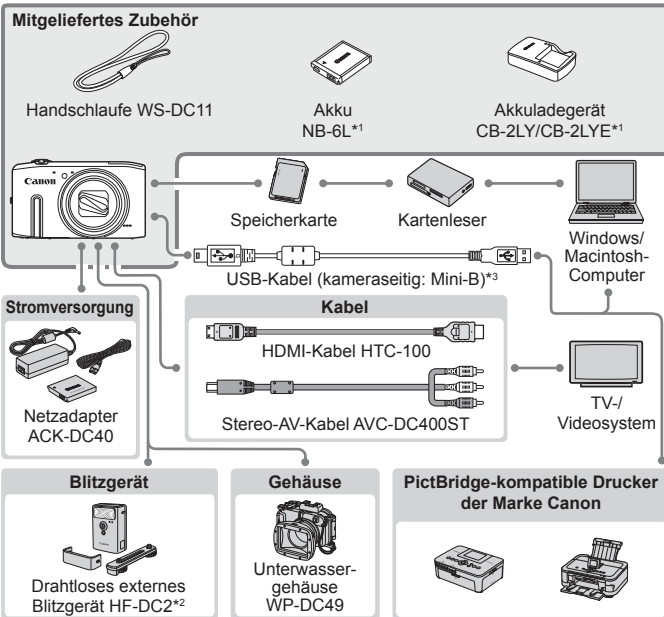 Mitgeliefertes Zubehör
Handschlaufe WS-DC11
Akku
NB-6L*1
Akkuladegerät
CB-2LY/CB-2LYE*1
Canon
Speicherkarte
Kartenleser
Windows/
Macintosh-
Computer
USB-Kabel (kameraseitig: Mini-B)*3
Stromversorgung
Netzadapter
ACK-DC40
Kabel
HDMI-Kabel HTC-100
Stereo-AV-Kabel AVC-DC400ST
TV-/
Videosystem
Blitzgerät
Drahtloses externes
Blitzgerät HF-DC2*2
Gehäuse
Unterwasser-
gehäuse
WP-DC49
PictBridge-kompatible Drucker
der Marke Canon